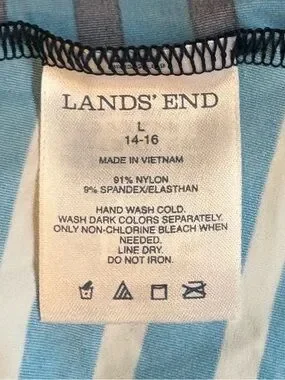 LANDS' END
L
14-16
MADE IN VIETNAM
91% NYLON
9% SPANDEX/ELASTHAN
HAND WASH COLD.
WASH DARK COLORS SEPARATELY.
ONLY NON-CHLORINE BLEACH WHEN
NEEDED.
LINE DRY.
DO NOT IRON.